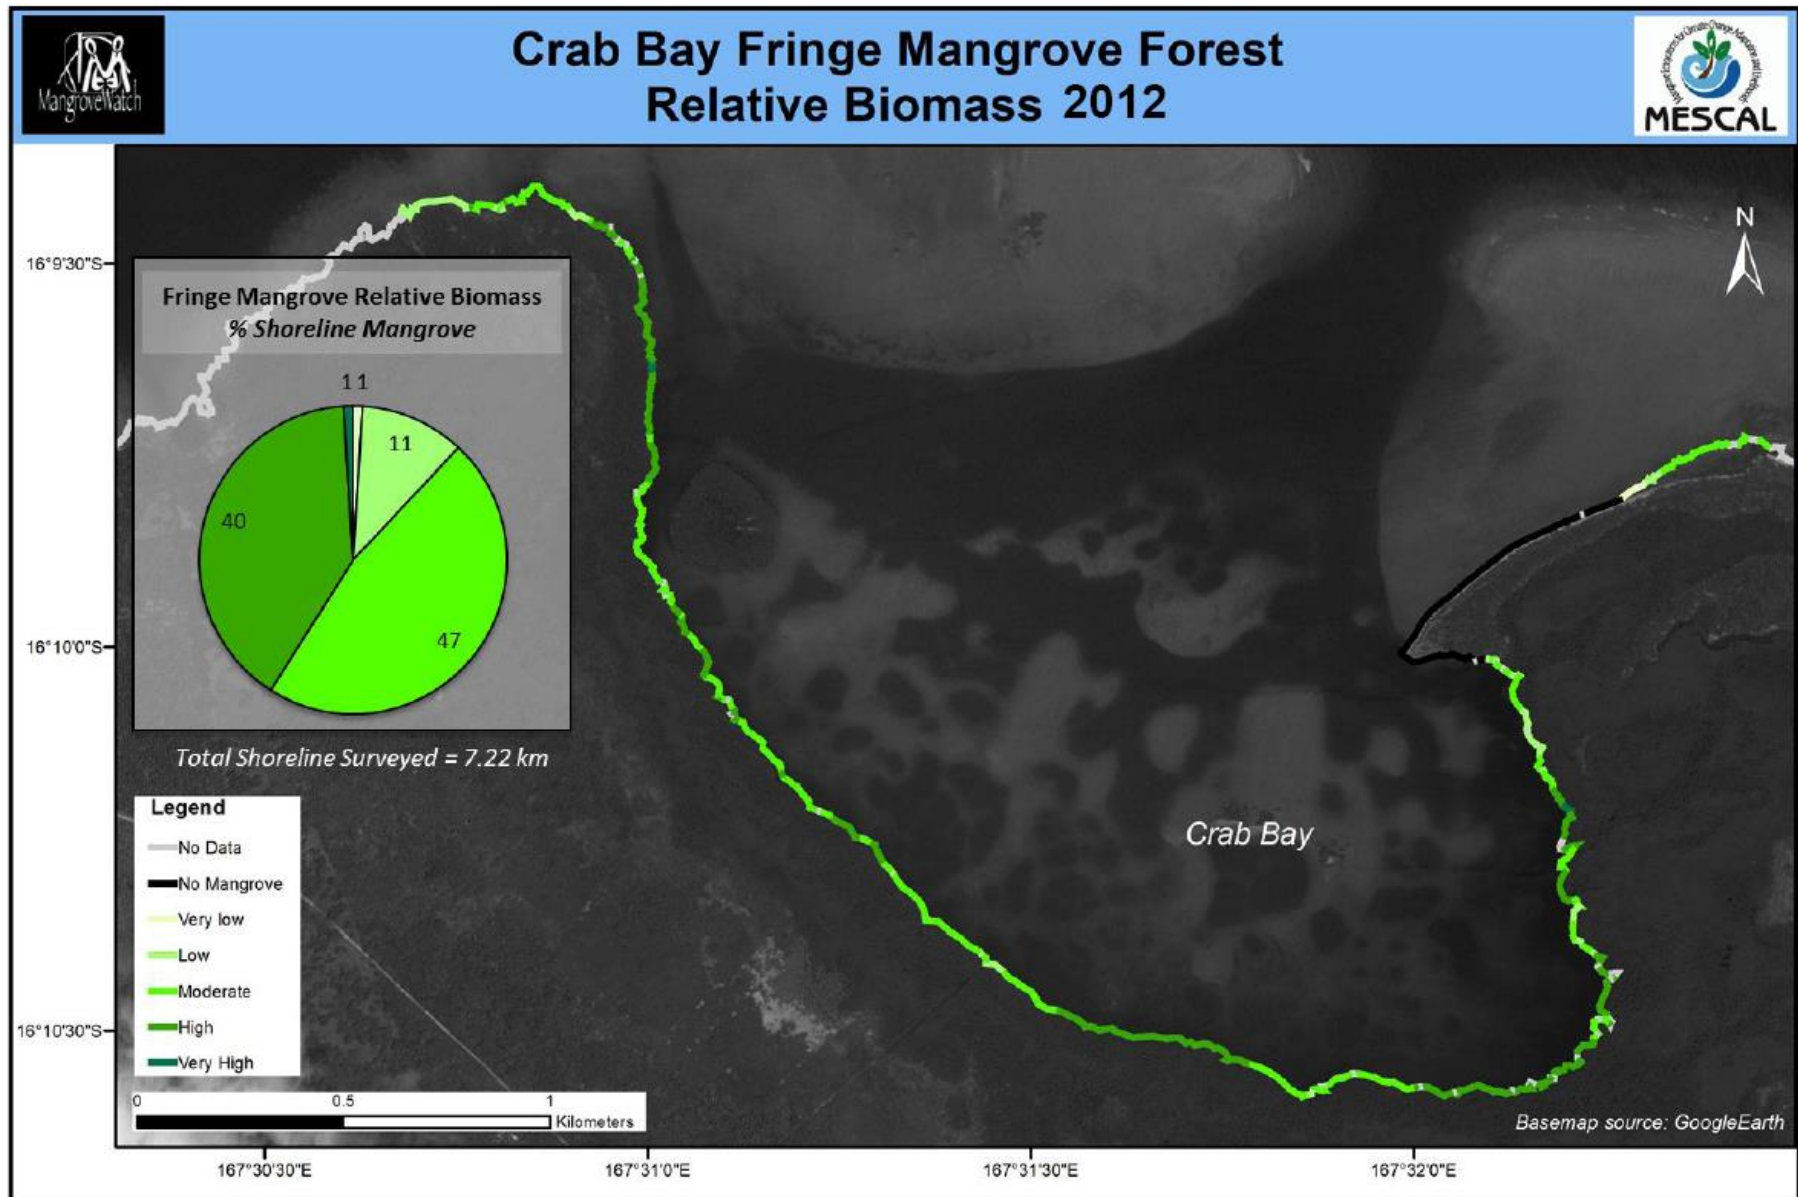 MangroveWatch
Crab Bay Fringe Mangrove Forest
Relative Biomass 2012
MESCAL
N
16°9'30"S
16°10'0"S
16°10'30"S
Fringe Mangrove Relative Biomass
% Shoreline Mangrove
1 1
11
40
47
Total Shoreline Surveyed = 7.22 km
Legend
No Data
No Mangrove
Very low
Low
Moderate
High
Very High
0 0.5 1
Kilometers
Crab Bay
Basemap source: GoogleEarth
167°30'30"E 167°31'0"E 167°31'30"E 167°32'0"E